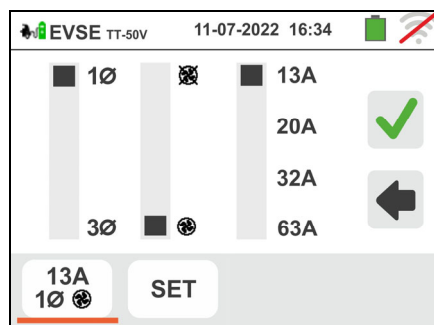 EVSE TT-50V 11-07-2022 16:34
1Ø 13A
20A
32A
3Ø 63A
13A
1Ø
SET